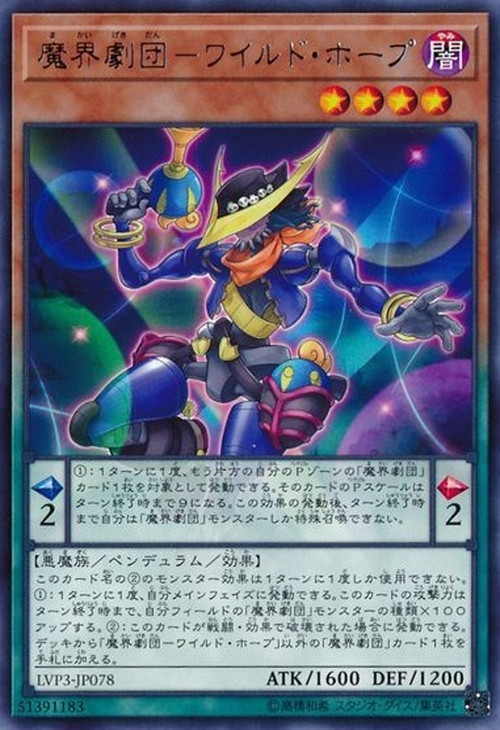 魔界劇団－ワイルド・ホープ
闇
①:1ターンに1度、もう片方の自分のPゾーンの「魔界劇団」
カード1枚を対象として発動できる。そのカードのPスケールは
ターン終了時まで9になる。この効果の発動後、ターン終了時
まで自分は「魔界劇団」モンスターしか特殊召喚できない。
2
2
【悪魔族/ペンデュラム/効果】
このカード名の②のモンスター効果は1ターンに1度しか使用できない。
①:1ターンに1度、自分メインフェイズに発動できる。このカードの攻撃力は
ターン終了時まで、自分フィールドの「魔界劇団」モンスターの種類×100
アップする。②:このカードが戦闘・効果で破壊された場合に発動できる。
デッキから「魔界劇団－ワイルド・ホープ」以外の「魔界劇団」カード1枚を
手札に加える。
LVP3-JP078
ATK/1600 DEF/1200
51391183
©高橋和希 スタジオ・ダイス/集英社